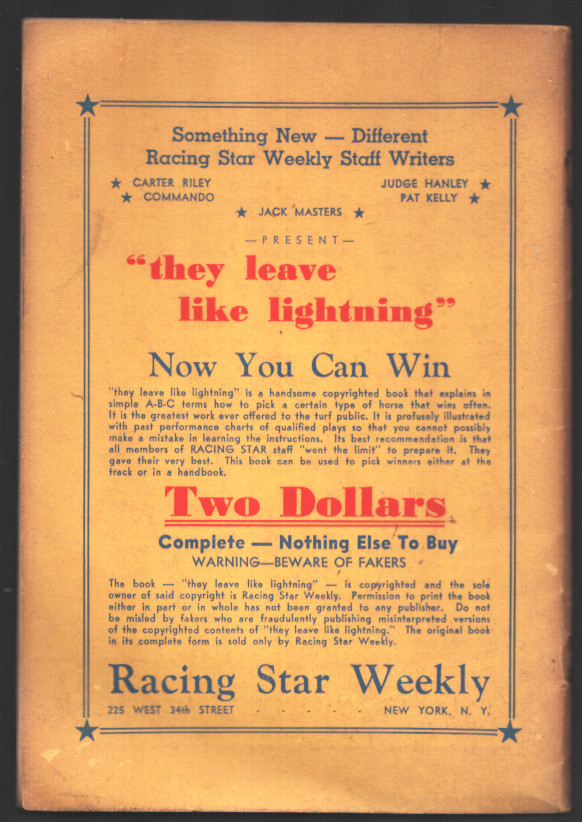 Something New — Different
Racing Star Weekly Staff Writers
★ CARTER RILEY JUDGE HANLEY ★
★ COMMANDO PAT KELLY ★
★ JACK MASTERS ★
—PRESENT—
"they leave
like lightning"
Now You Can Win
"they leave like lightning" is a handsome copyrighted book that explains in
simple A-B-C terms how to pick a certain type of horse that wins often.
It is the greatest work ever offered to the turf public. It is profusely illustrated
with past performance charts of qualified plays so that you cannot possibly
make a mistake in learning the instructions. Its best recommendation is that
all members of RACING STAR staff "went the limit" to prepare it. They
gave their very best. This book can be used to pick winners either at the
track or in a handbook.
Two Dollars
Complete — Nothing Else To Buy
WARNING—BEWARE OF FAKERS
The book — "they leave like lightning" — is copyrighted and the sole
owner of said copyright is Racing Star Weekly. Permission to print the book
either in part or in whole has not been granted to any publisher. Do not
be misled by fakers who are fraudulently publishing misinterpreted versions
of the copyrighted contents of "they leave like lightning." The original book
in its complete form is sold only by Racing Star Weekly.
Racing Star Weekly
225 WEST 34th STREET - - - - - NEW YORK, N. Y.